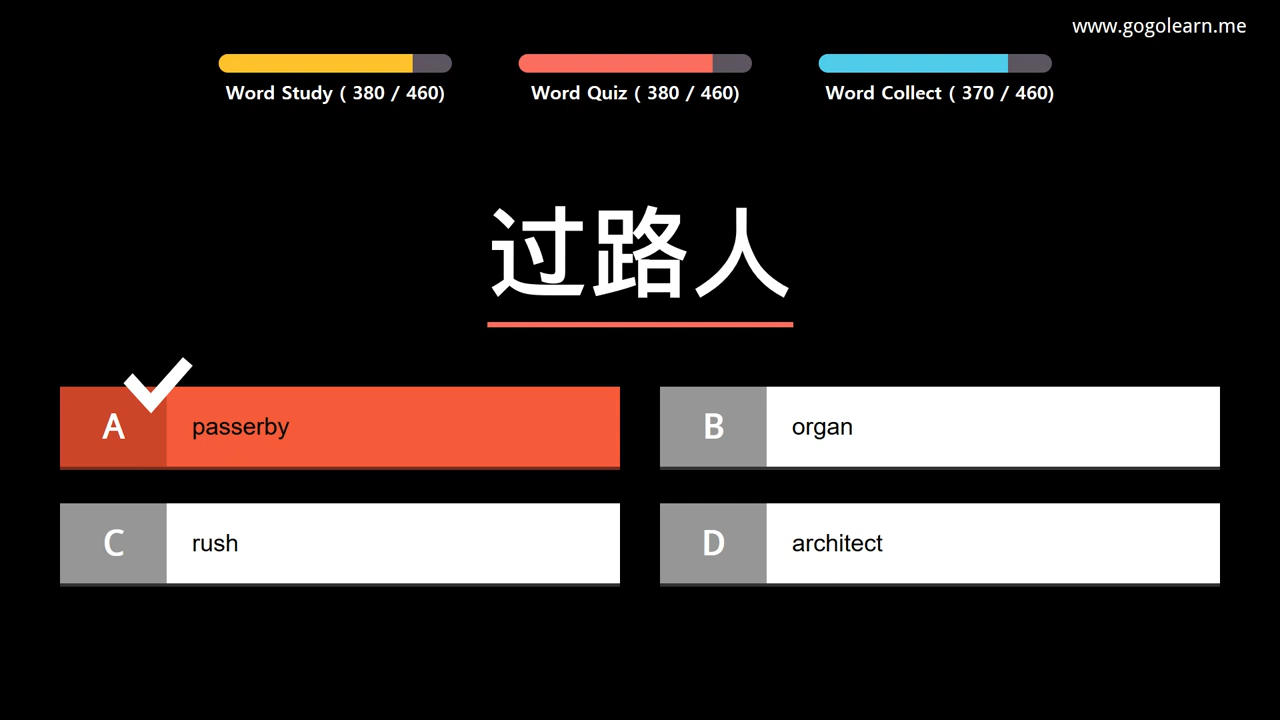 www.gogolearn.me
Word Study ( 380 / 460)
Word Quiz ( 380 / 460)
Word Collect ( 370 / 460)
过路人
A passerby
B organ
C rush
D architect